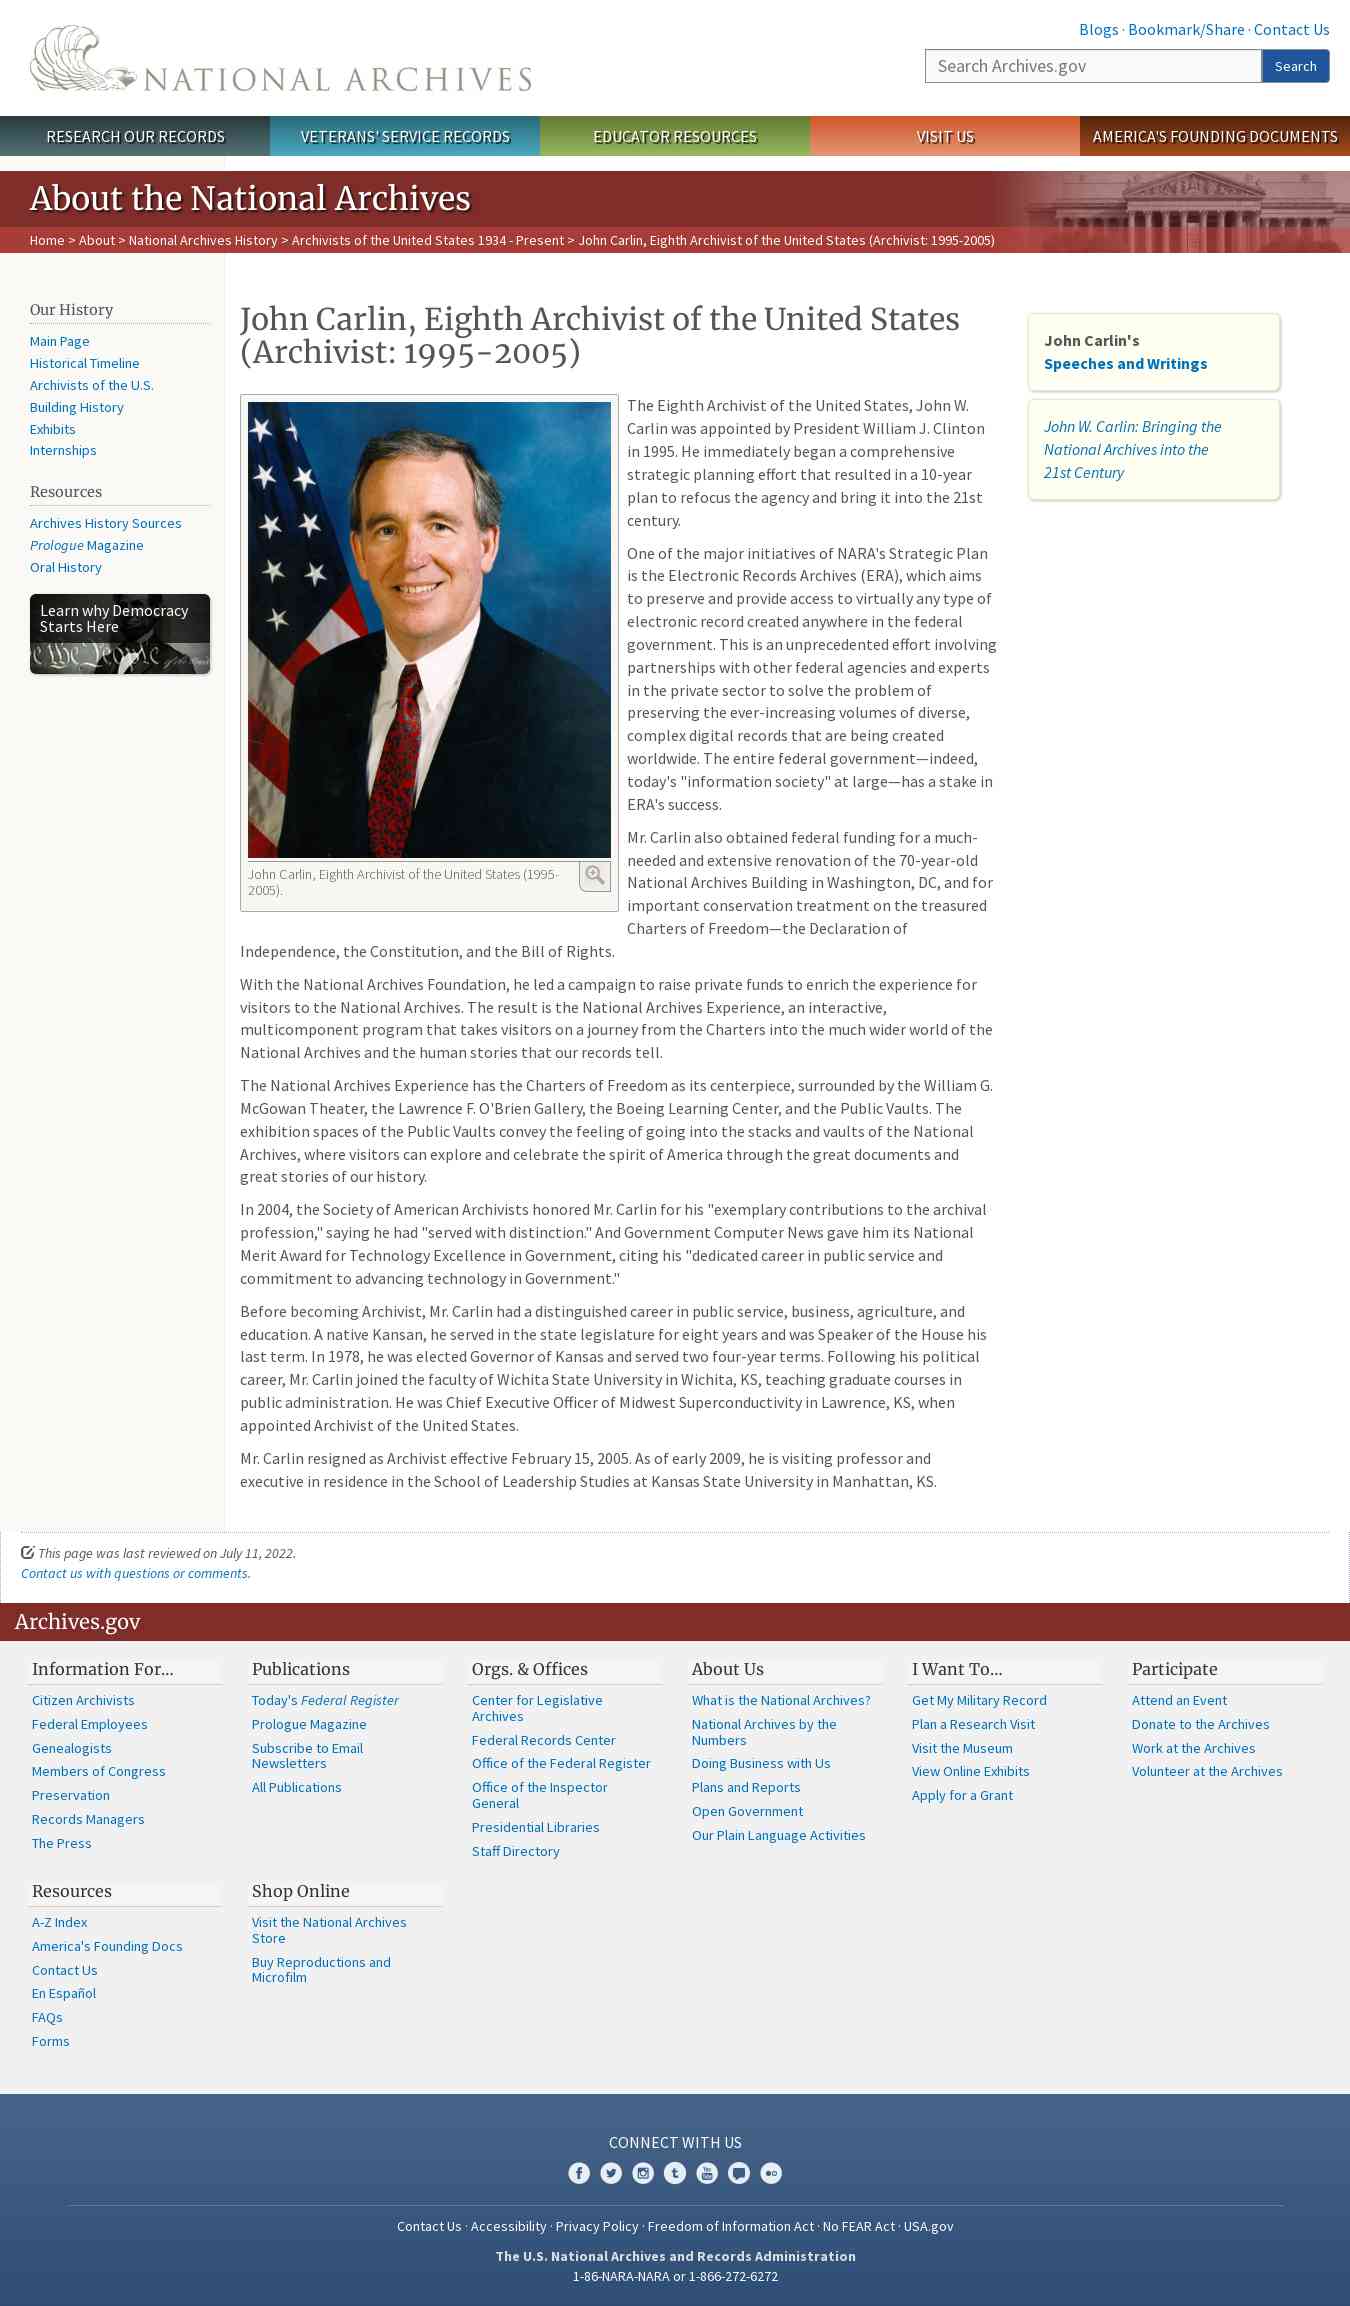 Blogs · Bookmark/Share · Contact Us
NATIONAL ARCHIVES
Search Archives.gov
Search
RESEARCH OUR RECORDS
VETERANS' SERVICE RECORDS
EDUCATOR RESOURCES
VISIT US
AMERICA'S FOUNDING DOCUMENTS
About the National Archives
Home > About > National Archives History > Archivists of the United States 1934 - Present > John Carlin, Eighth Archivist of the United States (Archivist: 1995-2005)
Our History
Main Page
Historical Timeline
Archivists of the U.S.
Building History
Exhibits
Internships
Resources
Archives History Sources
Prologue Magazine
Oral History
Learn why Democracy
Starts Here
John Carlin, Eighth Archivist of the United States
(Archivist: 1995-2005)
John Carlin, Eighth Archivist of the United States (1995-
2005).
The Eighth Archivist of the United States, John W.
Carlin was appointed by President William J. Clinton
in 1995. He immediately began a comprehensive
strategic planning effort that resulted in a 10-year
plan to refocus the agency and bring it into the 21st
century.
One of the major initiatives of NARA's Strategic Plan
is the Electronic Records Archives (ERA), which aims
to preserve and provide access to virtually any type of
electronic record created anywhere in the federal
government. This is an unprecedented effort involving
partnerships with other federal agencies and experts
in the private sector to solve the problem of
preserving the ever-increasing volumes of diverse,
complex digital records that are being created
worldwide. The entire federal government—indeed,
today's "information society" at large—has a stake in
ERA's success.
Mr. Carlin also obtained federal funding for a much-
needed and extensive renovation of the 70-year-old
National Archives Building in Washington, DC, and for
important conservation treatment on the treasured
Charters of Freedom—the Declaration of
Independence, the Constitution, and the Bill of Rights.
With the National Archives Foundation, he led a campaign to raise private funds to enrich the experience for
visitors to the National Archives. The result is the National Archives Experience, an interactive,
multicomponent program that takes visitors on a journey from the Charters into the much wider world of the
National Archives and the human stories that our records tell.
The National Archives Experience has the Charters of Freedom as its centerpiece, surrounded by the William G.
McGowan Theater, the Lawrence F. O'Brien Gallery, the Boeing Learning Center, and the Public Vaults. The
exhibition spaces of the Public Vaults convey the feeling of going into the stacks and vaults of the National
Archives, where visitors can explore and celebrate the spirit of America through the great documents and
great stories of our history.
In 2004, the Society of American Archivists honored Mr. Carlin for his "exemplary contributions to the archival
profession," saying he had "served with distinction." And Government Computer News gave him its National
Merit Award for Technology Excellence in Government, citing his "dedicated career in public service and
commitment to advancing technology in Government."
Before becoming Archivist, Mr. Carlin had a distinguished career in public service, business, agriculture, and
education. A native Kansan, he served in the state legislature for eight years and was Speaker of the House his
last term. In 1978, he was elected Governor of Kansas and served two four-year terms. Following his political
career, Mr. Carlin joined the faculty of Wichita State University in Wichita, KS, teaching graduate courses in
public administration. He was Chief Executive Officer of Midwest Superconductivity in Lawrence, KS, when
appointed Archivist of the United States.
Mr. Carlin resigned as Archivist effective February 15, 2005. As of early 2009, he is visiting professor and
executive in residence in the School of Leadership Studies at Kansas State University in Manhattan, KS.
John Carlin's
Speeches and Writings
John W. Carlin: Bringing the
National Archives into the
21st Century
This page was last reviewed on July 11, 2022.
Contact us with questions or comments.
Archives.gov
Information For…
Citizen Archivists
Federal Employees
Genealogists
Members of Congress
Preservation
Records Managers
The Press
Publications
Today's Federal Register
Prologue Magazine
Subscribe to Email
Newsletters
All Publications
Orgs. & Offices
Center for Legislative
Archives
Federal Records Center
Office of the Federal Register
Office of the Inspector
General
Presidential Libraries
Staff Directory
About Us
What is the National Archives?
National Archives by the
Numbers
Doing Business with Us
Plans and Reports
Open Government
Our Plain Language Activities
I Want To…
Get My Military Record
Plan a Research Visit
Visit the Museum
View Online Exhibits
Apply for a Grant
Participate
Attend an Event
Donate to the Archives
Work at the Archives
Volunteer at the Archives
Resources
A-Z Index
America's Founding Docs
Contact Us
En Español
FAQs
Forms
Shop Online
Visit the National Archives
Store
Buy Reproductions and
Microfilm
CONNECT WITH US
Contact Us · Accessibility · Privacy Policy · Freedom of Information Act · No FEAR Act · USA.gov
The U.S. National Archives and Records Administration
1-86-NARA-NARA or 1-866-272-6272